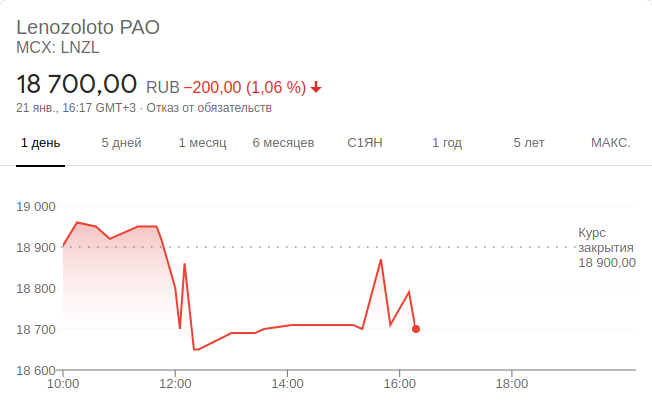 Lenozoloto PAO
MCX: LNZL
18 700,00 RUB −200,00 (1,06 %)
21 янв., 16:17 GMT+3 · Отказ от обязательств
1 день 5 дней 1 месяц 6 месяцев С1ЯН 1 год 5 лет МАКС.
19 000
18 900
18 800
18 700
18 600
Курс
закрытия
18 900,00
10:00 12:00 14:00 16:00 18:00